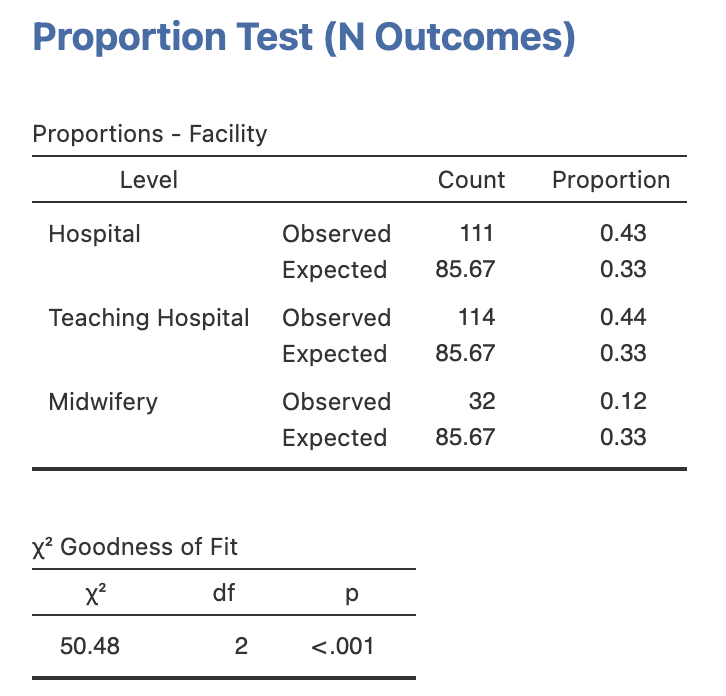 Proportion Test (N Outcomes)
Proportions - Facility
Level Count Proportion
Hospital Observed 111 0.43
Expected 85.67 0.33
Teaching Hospital Observed 114 0.44
Expected 85.67 0.33
Midwifery Observed 32 0.12
Expected 85.67 0.33
χ² Goodness of Fit
χ² df p
50.48 2 <.001